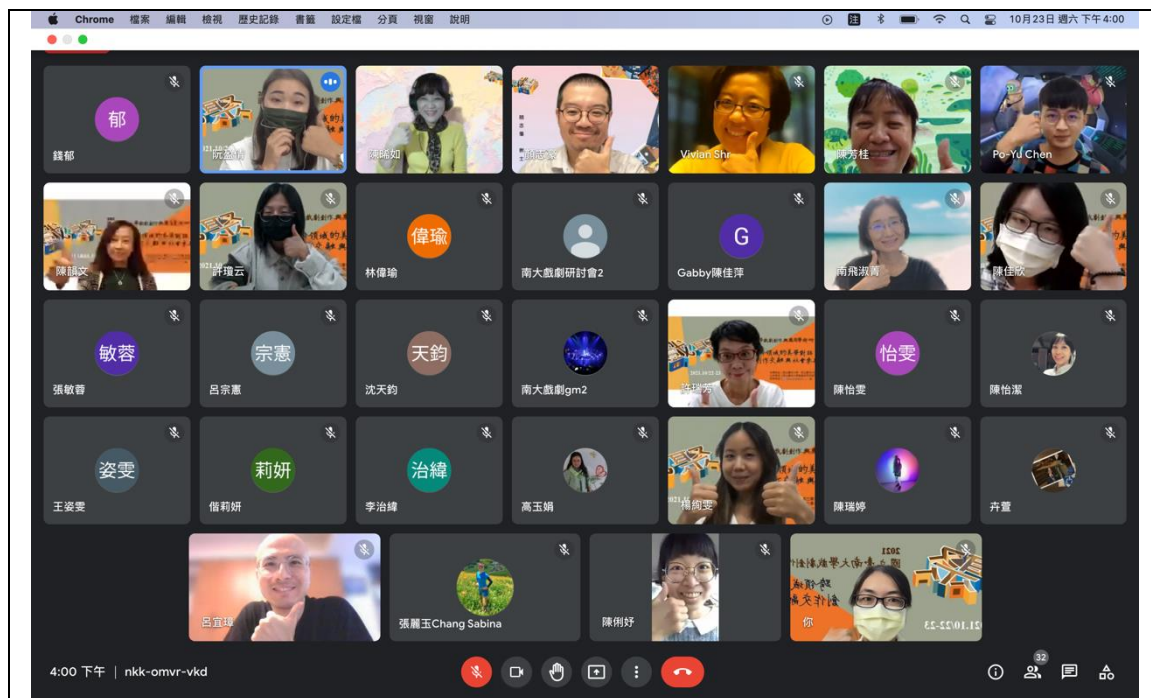 Chrome 檔案 編輯 檢視 歷史記錄 書籤 設定檔 分頁 視窗 說明
注 10月23日 週六 下午4:00
郁
錢郁
陳晞如
Vivian Shr
陳芳桂
Po-Yu Chen
陳韻文
許瓊云
偉瑜
林偉瑜
南大戲劇研討會2
G
Gabby陳佳萍
南飛淑菁
陳佳欣
敏蓉
張敏蓉
宗憲
呂宗憲
天鈞
沈天鈞
南大戲劇gm2
許瑞芳
怡雯
陳怡雯
陳怡潔
姿雯
王姿雯
莉妍
偕莉妍
治緯
李治緯
高玉娟
楊絢雯
陳瑞婷
卉萱
呂宜璋
張麗玉Chang Sabina
陳俐妤
你
4:00 下午 | nkk-omvr-vkd
32